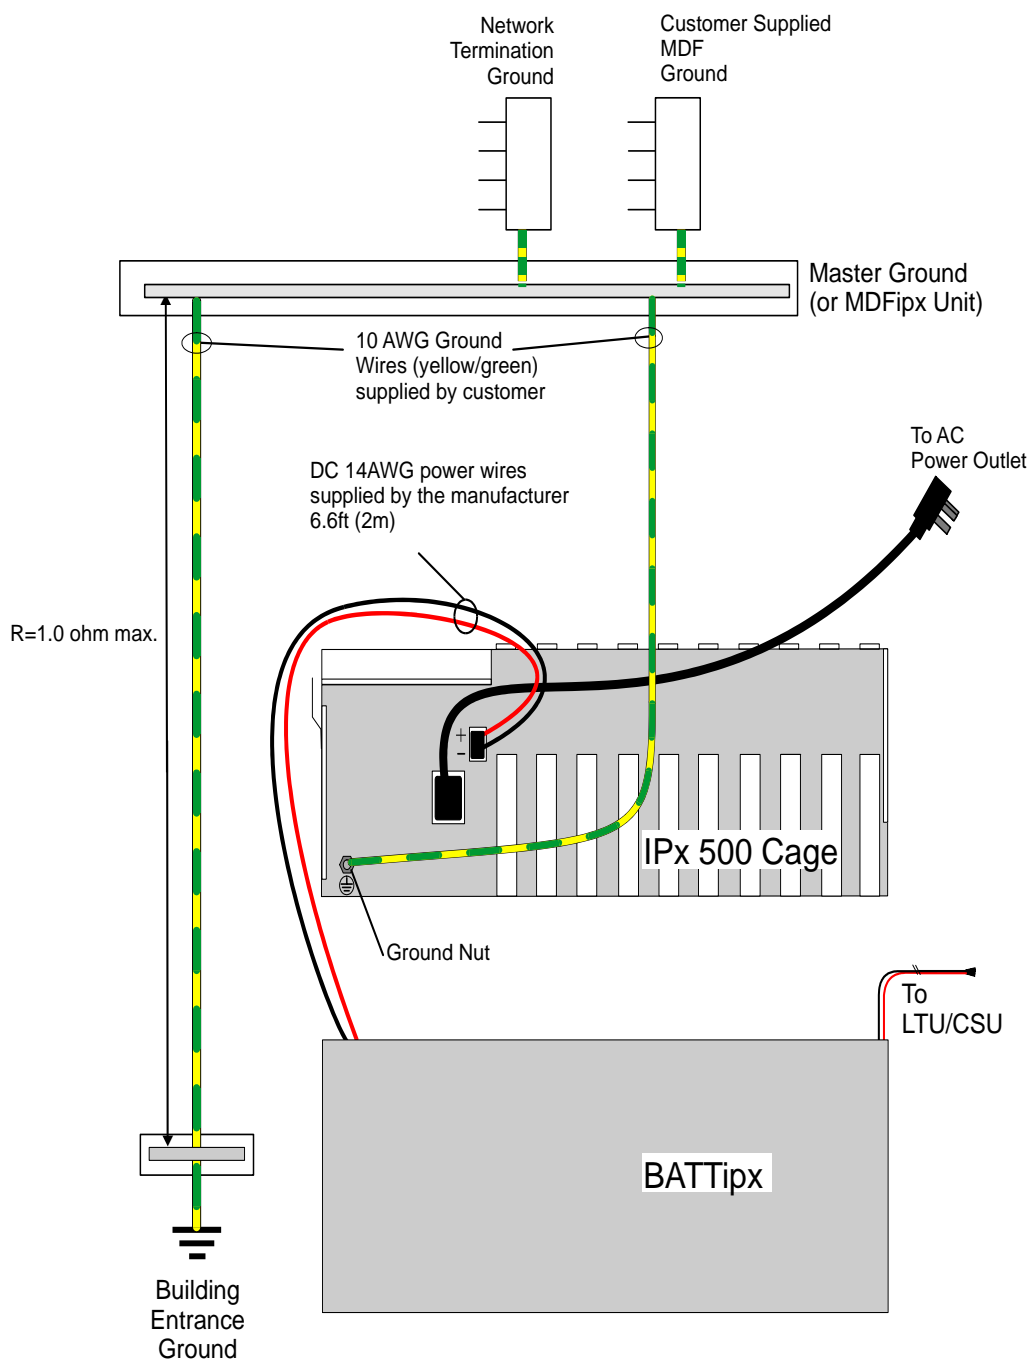 Network
Termination
Ground
Customer Supplied
MDF
Ground
Master Ground
(or MDFipx Unit)
10 AWG Ground
Wires (yellow/green)
supplied by customer
To AC
Power Outlet
DC 14AWG power wires
supplied by the manufacturer
6.6ft (2m)
R=1.0 ohm max.
+
-
IPx 500 Cage
Ground Nut
To
LTU/CSU
BATTipx
Building
Entrance
Ground